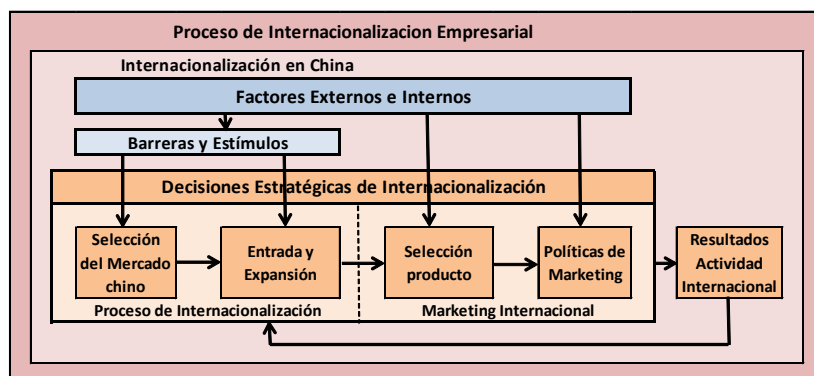 Proceso de Internacionalizacion Empresarial
Internacionalización en China
Factores Externos e Internos
Barreras y Estímulos
Decisiones Estratégicas de Internacionalización
Selección
del Mercado
chino
Entrada y
Expansión
Selección
producto
Políticas de
Marketing
Resultados
Actividad
Internacional
Proceso de Internacionalización
Marketing Internacional